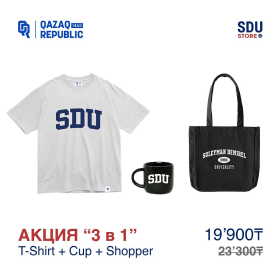 QAZAQ
REPUBLIC
SDU
STORE
SDU
SDU
SULEYMAN DEMIREL
UNIVERSITY
АКЦИЯ “3 в 1”
19’900₸
T-Shirt + Cup + Shopper
23’300₸